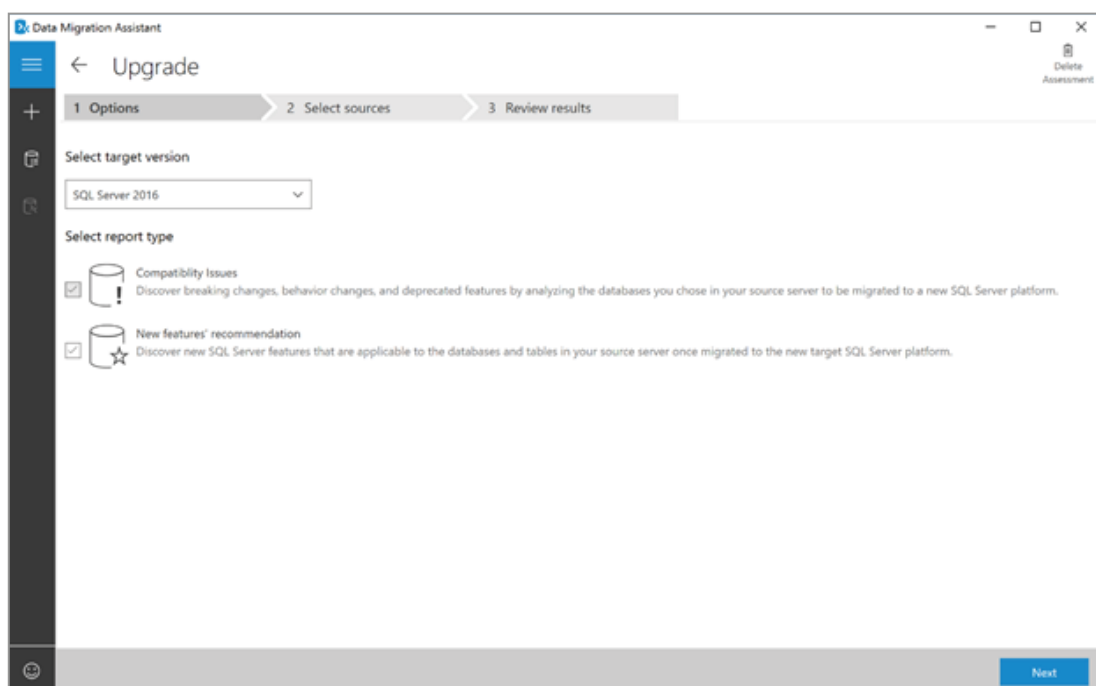 Data Migration Assistant
Upgrade
Delete
Assessment
1 Options
2 Select sources
3 Review results
Select target version
SQL Server 2016
Select report type
Compatiblity Issues
Discover breaking changes, behavior changes, and deprecated features by analyzing the databases you chose in your source server to be migrated to a new SQL Server platform.
New features' recommendation
Discover new SQL Server features that are applicable to the databases and tables in your source server once migrated to the new target SQL Server platform.
Next